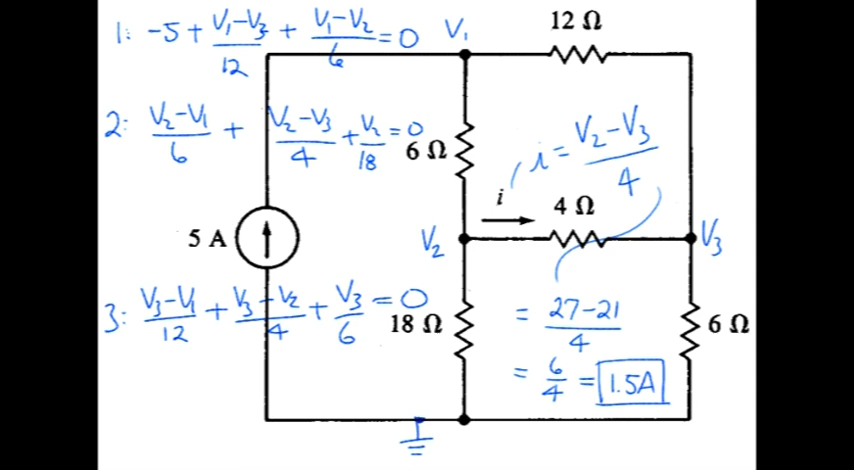 1: -5 + (V₁-V₃)/12 + (V₁-V₂)/6 = 0
V₁
12 Ω
2: (V₂-V₁)/6 + (V₂-V₃)/4 + V₂/18 = 0
6 Ω
i = (V₂-V₃)/4
i
4 Ω
5 A
V₂
V₃
3: (V₃-V₁)/12 + (V₃-V₂)/4 + V₃/6 = 0
18 Ω
= (27-21)/4
6 Ω
= 6/4 = 1.5A